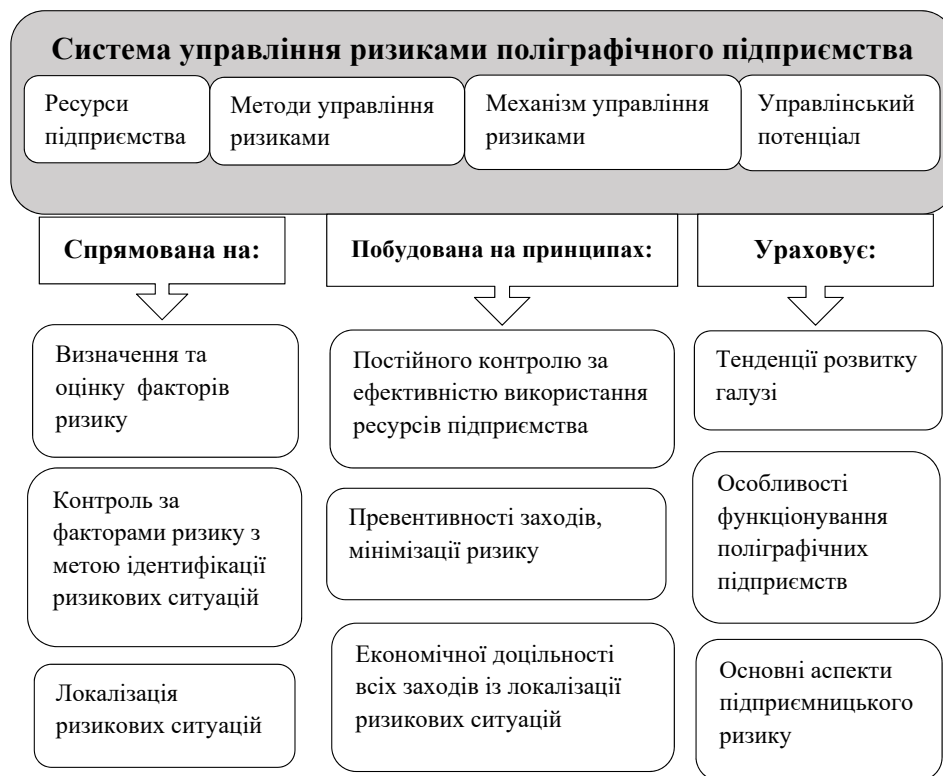 Система управління ризиками поліграфічного підприємства
Ресурси
підприємства
Методи управління
ризиками
Механізм управління
ризиками
Управлінський
потенціал
Спрямована на:
Побудована на принципах:
Ураховує:
Визначення та
оцінку факторів
ризику
Контроль за
факторами ризику з
метою ідентифікації
ризикових ситуацій
Локалізація
ризикових ситуацій
Постійного контролю за
ефективністю використання
ресурсів підприємства
Превентивності заходів,
мінімізації ризику
Економічної доцільності
всіх заходів із локалізації
ризикових ситуацій
Тенденції розвитку
галузі
Особливості
функціонування
поліграфічних
підприємств
Основні аспекти
підприємницького
ризику